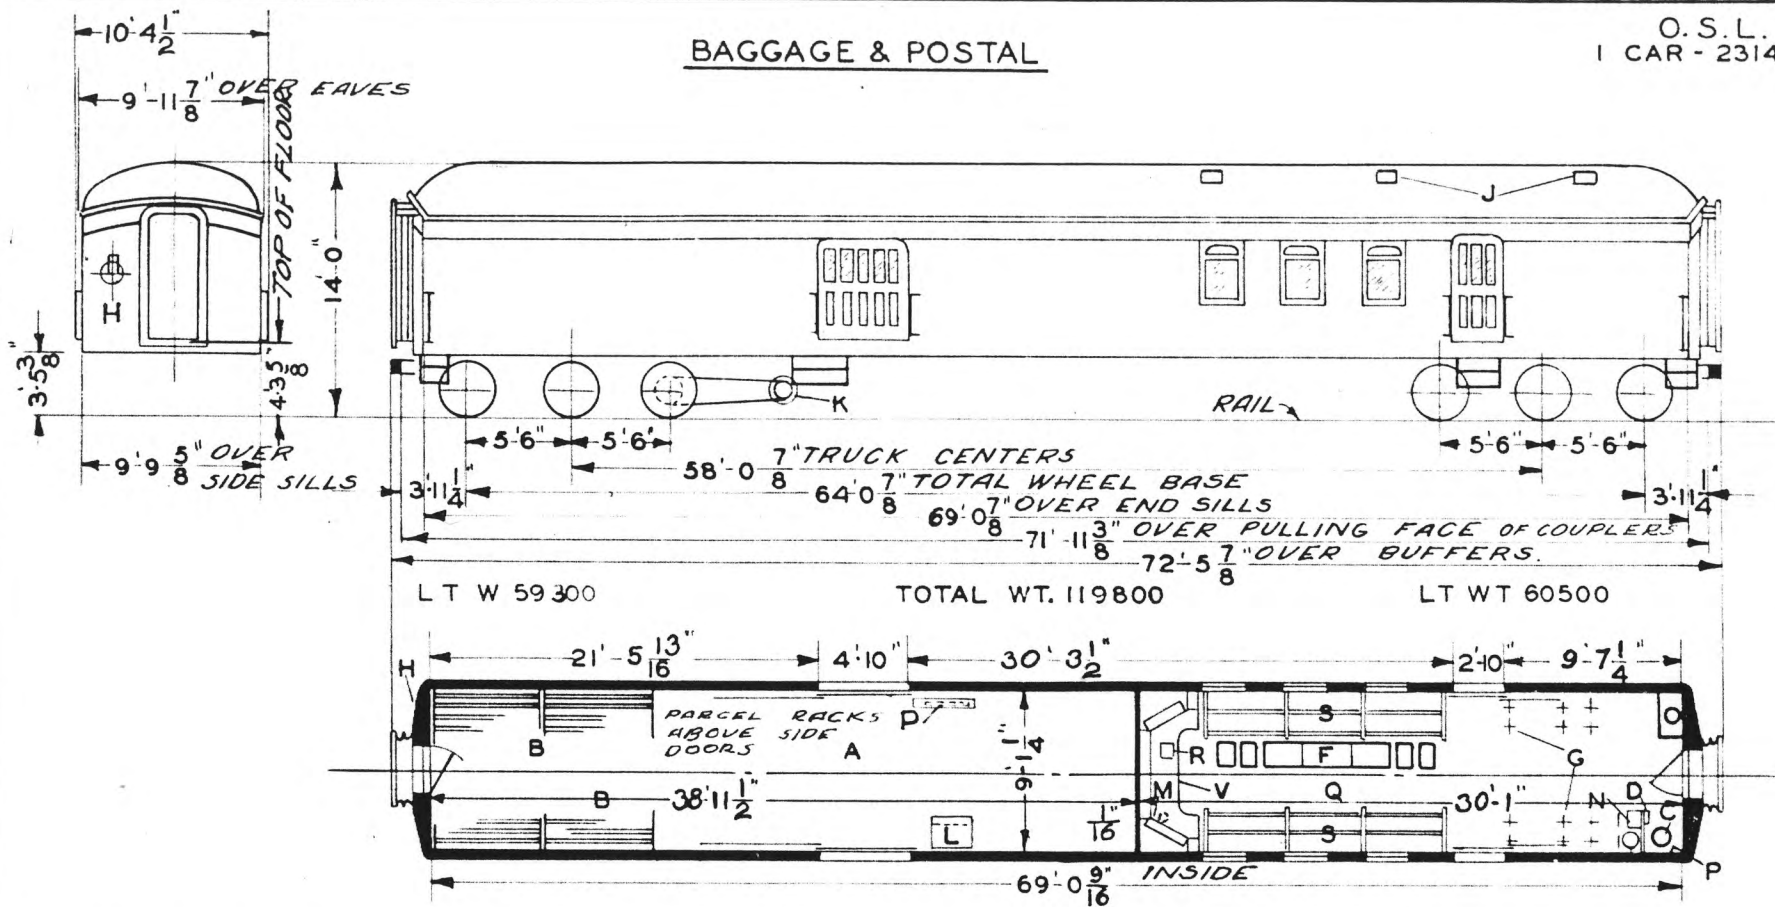 BAGGAGE & POSTAL
O. S. L.
1 CAR - 2314
10'4 1/2"
9'-11 7/8" OVER EAVES
TOP OF FLOOR
14'-0"
H
J
K
RAIL
3'-5 3/8"
4-3 5/8"
9'-9 5/8" OVER
SIDE SILLS
5'6" 5'6"
5'6" 5'6"
58'-0 7/8" TRUCK CENTERS
3'-11 1/4"
64'0 7/8" TOTAL WHEEL BASE
3'-11 1/4"
69'-0 7/8" OVER END SILLS
71'-11 3/8" OVER PULLING FACE OF COUPLERS
72'-5 7/8" OVER BUFFERS.
LT W 59300 TOTAL WT. 119800 LT WT 60500
21'-5 13/16" 4'-10" 30'-3 1/2" 2'-10" 9'-7 1/4"
H
PARCEL RACKS
ABOVE SIDE
DOORS
P
B
A
9'-1 1/4"
S
R
F
G
B
38'11 1/2"
1/16
M
V
Q
30'-1"
N
D
C
L
S
P
69'-0 9/16" INSIDE